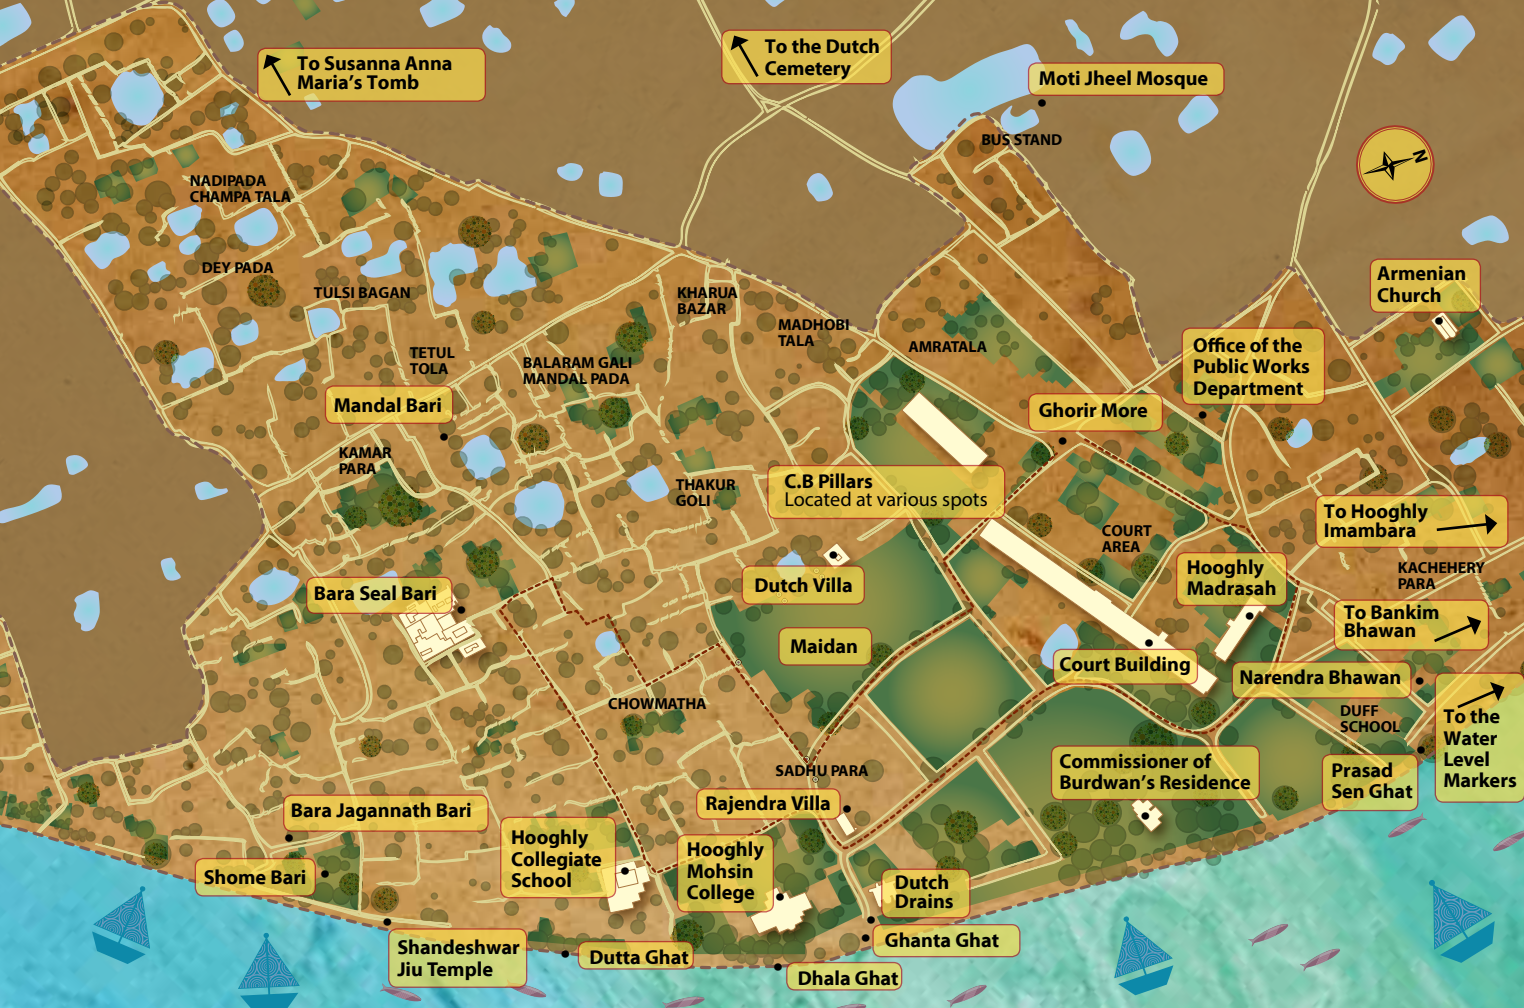 To Susanna Anna
Maria's Tomb
To the Dutch
Cemetery
Moti Jheel Mosque
BUS STAND
N
NADIPADA
CHAMPA TALA
DEY PADA
TULSI BAGAN
KHARUA
BAZAR
MADHOBI
TALA
AMRATALA
Armenian
Church
Office of the
Public Works
Department
TETUL
TOLA
BALARAM GALI
MANDAL PADA
Mandal Bari
Ghorir More
KAMAR
PARA
THAKUR
GOLI
C.B Pillars
Located at various spots
COURT
AREA
To Hooghly
Imambara
Hooghly
Madrasah
KACHEHERY
PARA
Dutch Villa
Bara Seal Bari
To Bankim
Bhawan
Maidan
Court Building
Narendra Bhawan
CHOWMATHA
DUFF
SCHOOL
To the
Water
Level
Markers
SADHU PARA
Commissioner of
Burdwan's Residence
Prasad
Sen Ghat
Rajendra Villa
Bara Jagannath Bari
Hooghly
Collegiate
School
Hooghly
Mohsin
College
Shome Bari
Dutch
Drains
Ghanta Ghat
Shandeshwar
Jiu Temple
Dutta Ghat
Dhala Ghat